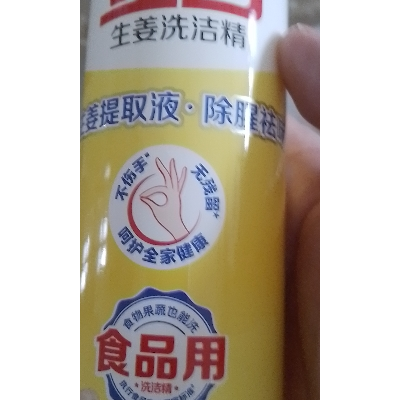 生姜洗洁精
生姜提取液·除腥祛
不伤手*
无残留+
呵护全家健康
食物果蔬也能洗
食品用
洗洁精